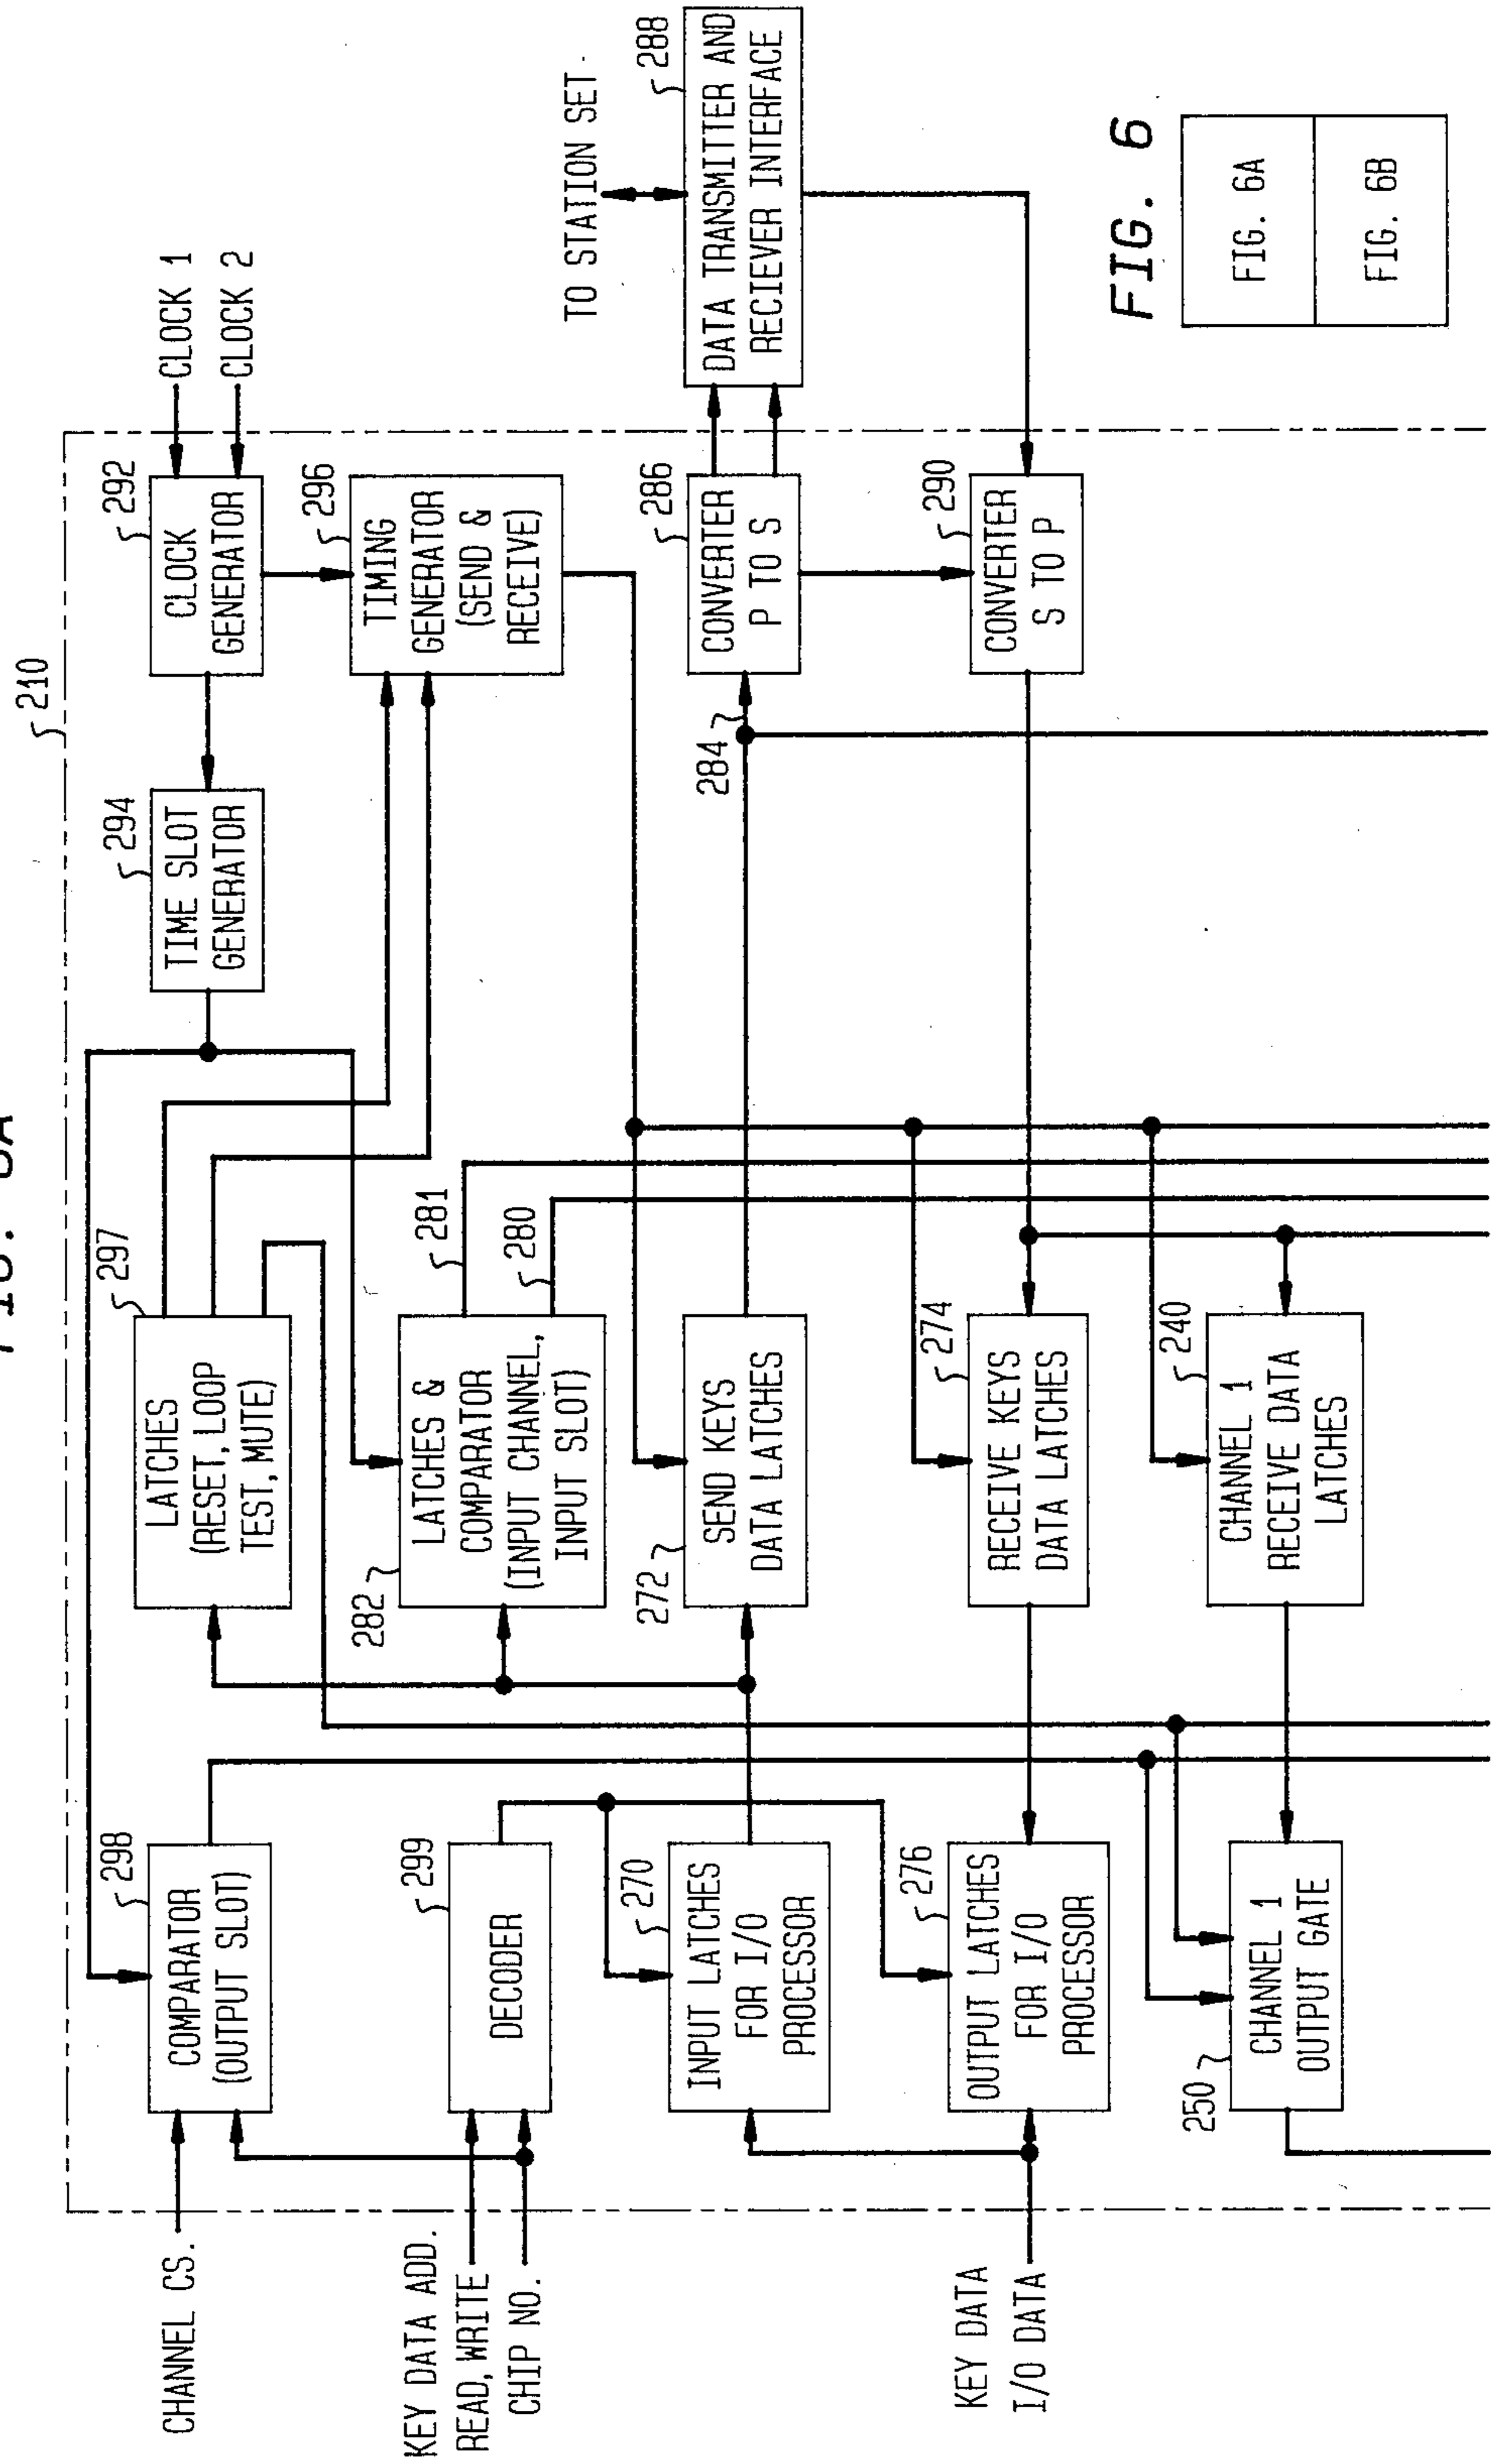 CHANNEL CS.
KEY DATA ADD.
READ, WRITE
CHIP NO.
KEY DATA
I/O DATA
210
298
COMPARATOR
(OUTPUT SLOT)
299
DECODER
270
INPUT LATCHES
FOR I/O
PROCESSOR
276
OUTPUT LATCHES
FOR I/O
PROCESSOR
250
CHANNEL 1
OUTPUT GATE
297
LATCHES
(RESET, LOOP
TEST, MUTE)
282
LATCHES &
COMPARATOR
(INPUT CHANNEL,
INPUT SLOT)
281
280
272
SEND KEYS
DATA LATCHES
274
RECEIVE KEYS
DATA LATCHES
240
CHANNEL 1
RECEIVE DATA
LATCHES
294
TIME SLOT
GENERATOR
292
CLOCK
GENERATOR
296
TIMING
GENERATOR
(SEND &
RECEIVE)
284
286
CONVERTER
P TO S
290
CONVERTER
S TO P
CLOCK 1
CLOCK 2
TO STATION SET
288
DATA TRANSMITTER AND
RECIEVER INTERFACE
FIG. 6
FIG. 6A
FIG. 6B